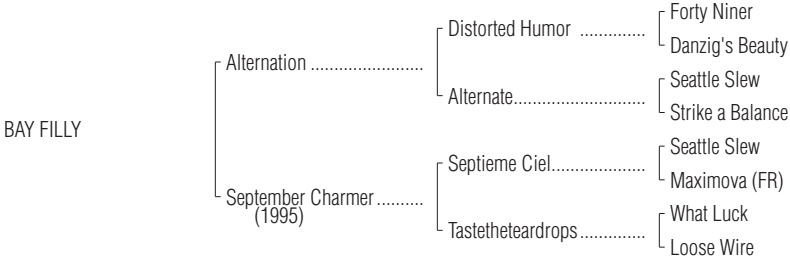 Forty Niner
Distorted Humor ..............
Danzig's Beauty
Alternation ........................
Seattle Slew
Alternate............................
Strike a Balance
BAY FILLY
Seattle Slew
Septieme Ciel....................
Maximova (FR)
September Charmer ..........
(1995)
What Luck
Tastetheteardrops ..............
Loose Wire